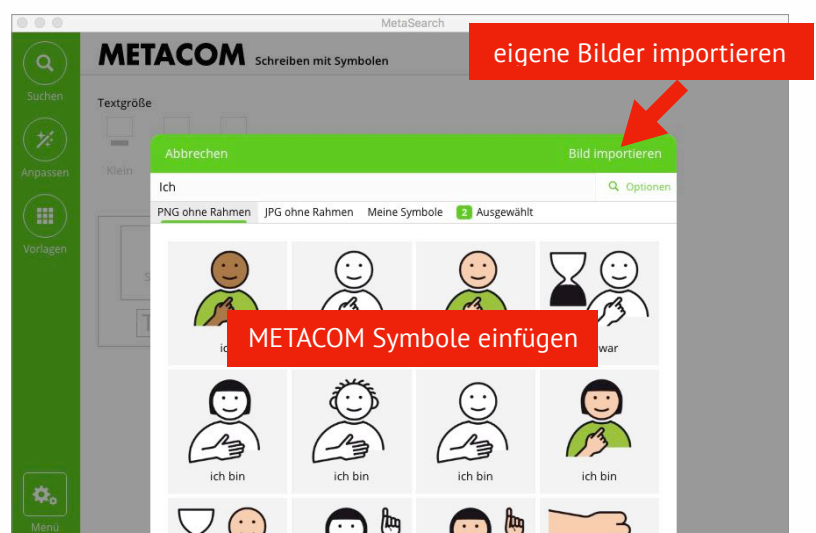 MetaSearch
eigene Bilder importieren
METACOM Schreiben mit Symbolen
Suchen
Textgröße
Anpassen
Klein
Abbrechen
Bild importieren
Ich
Optionen
PNG ohne Rahmen JPG ohne Rahmen Meine Symbole 2 Ausgewählt
Vorlagen
METACOM Symbole einfügen
war
ich bin ich bin ich bin ich bin
Menü